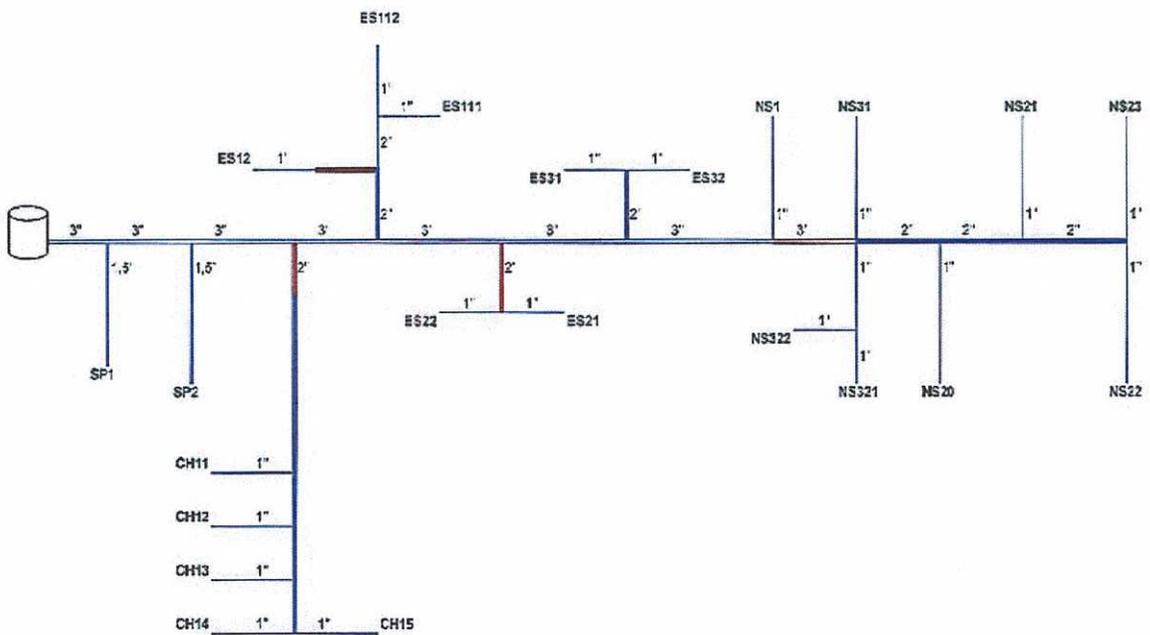 ES112
1'
1" ES111
NS1 NS31 NS21 NS23
2"
ES12 1'
1" 1'
ES31 ES32
2" 2' 1" 1" 1' 1'
3" 3" 3" 3' 3' 3" 3' 2" 2" 2"
1,5" 1,5" 2" 2" 1" 1" 1"
1" 1"
ES22 ES21
1'
NS322
1'
SP1
SP2 NS321 NS20 NS22
CH11 1"
CH12 1"
CH13 1"
CH14 1" 1" CH15